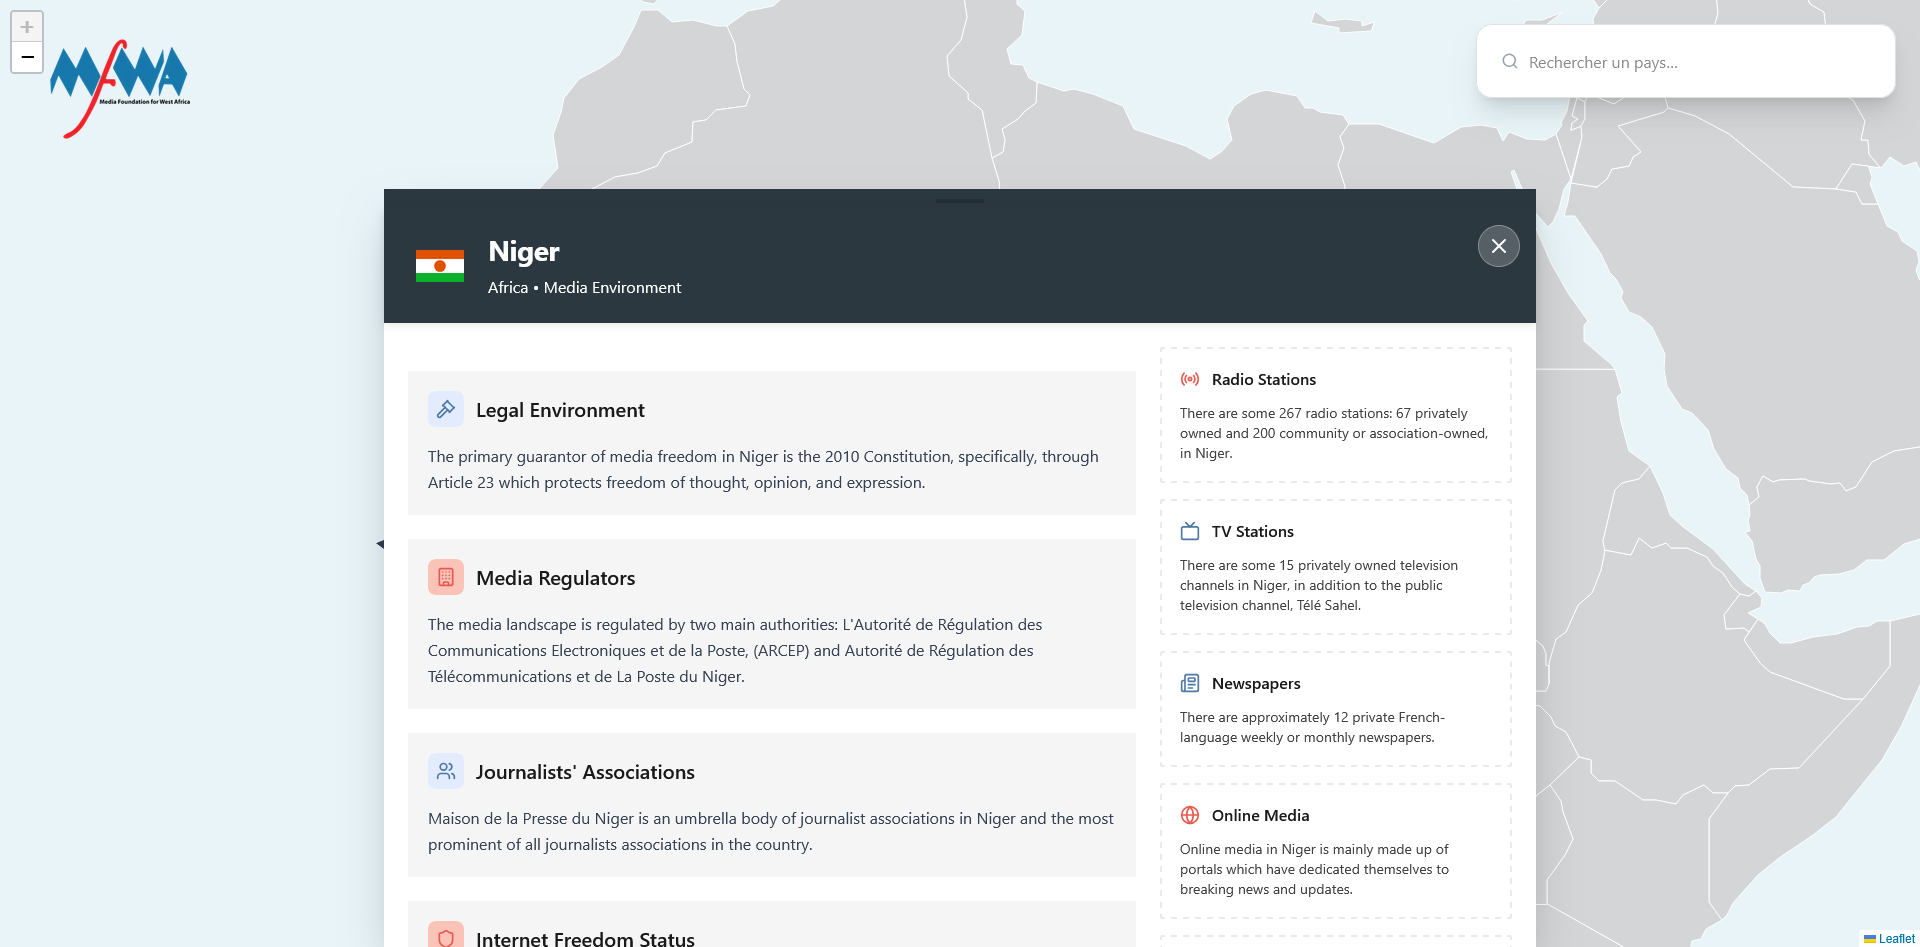 +
−
MFWA
Media Foundation for West Africa
Rechercher un pays...
Niger
Africa • Media Environment
Legal Environment
The primary guarantor of media freedom in Niger is the 2010 Constitution, specifically, through
Article 23 which protects freedom of thought, opinion, and expression.
Media Regulators
The media landscape is regulated by two main authorities: L'Autorité de Régulation des
Communications Electroniques et de la Poste, (ARCEP) and Autorité de Régulation des
Télécommunications et de La Poste du Niger.
Journalists' Associations
Maison de la Presse du Niger is an umbrella body of journalist associations in Niger and the most
prominent of all journalists associations in the country.
Internet Freedom Status
Radio Stations
There are some 267 radio stations: 67 privately
owned and 200 community or association-owned,
in Niger.
TV Stations
There are some 15 privately owned television
channels in Niger, in addition to the public
television channel, Télé Sahel.
Newspapers
There are approximately 12 private French-
language weekly or monthly newspapers.
Online Media
Online media in Niger is mainly made up of
portals which have dedicated themselves to
breaking news and updates.
Leaflet